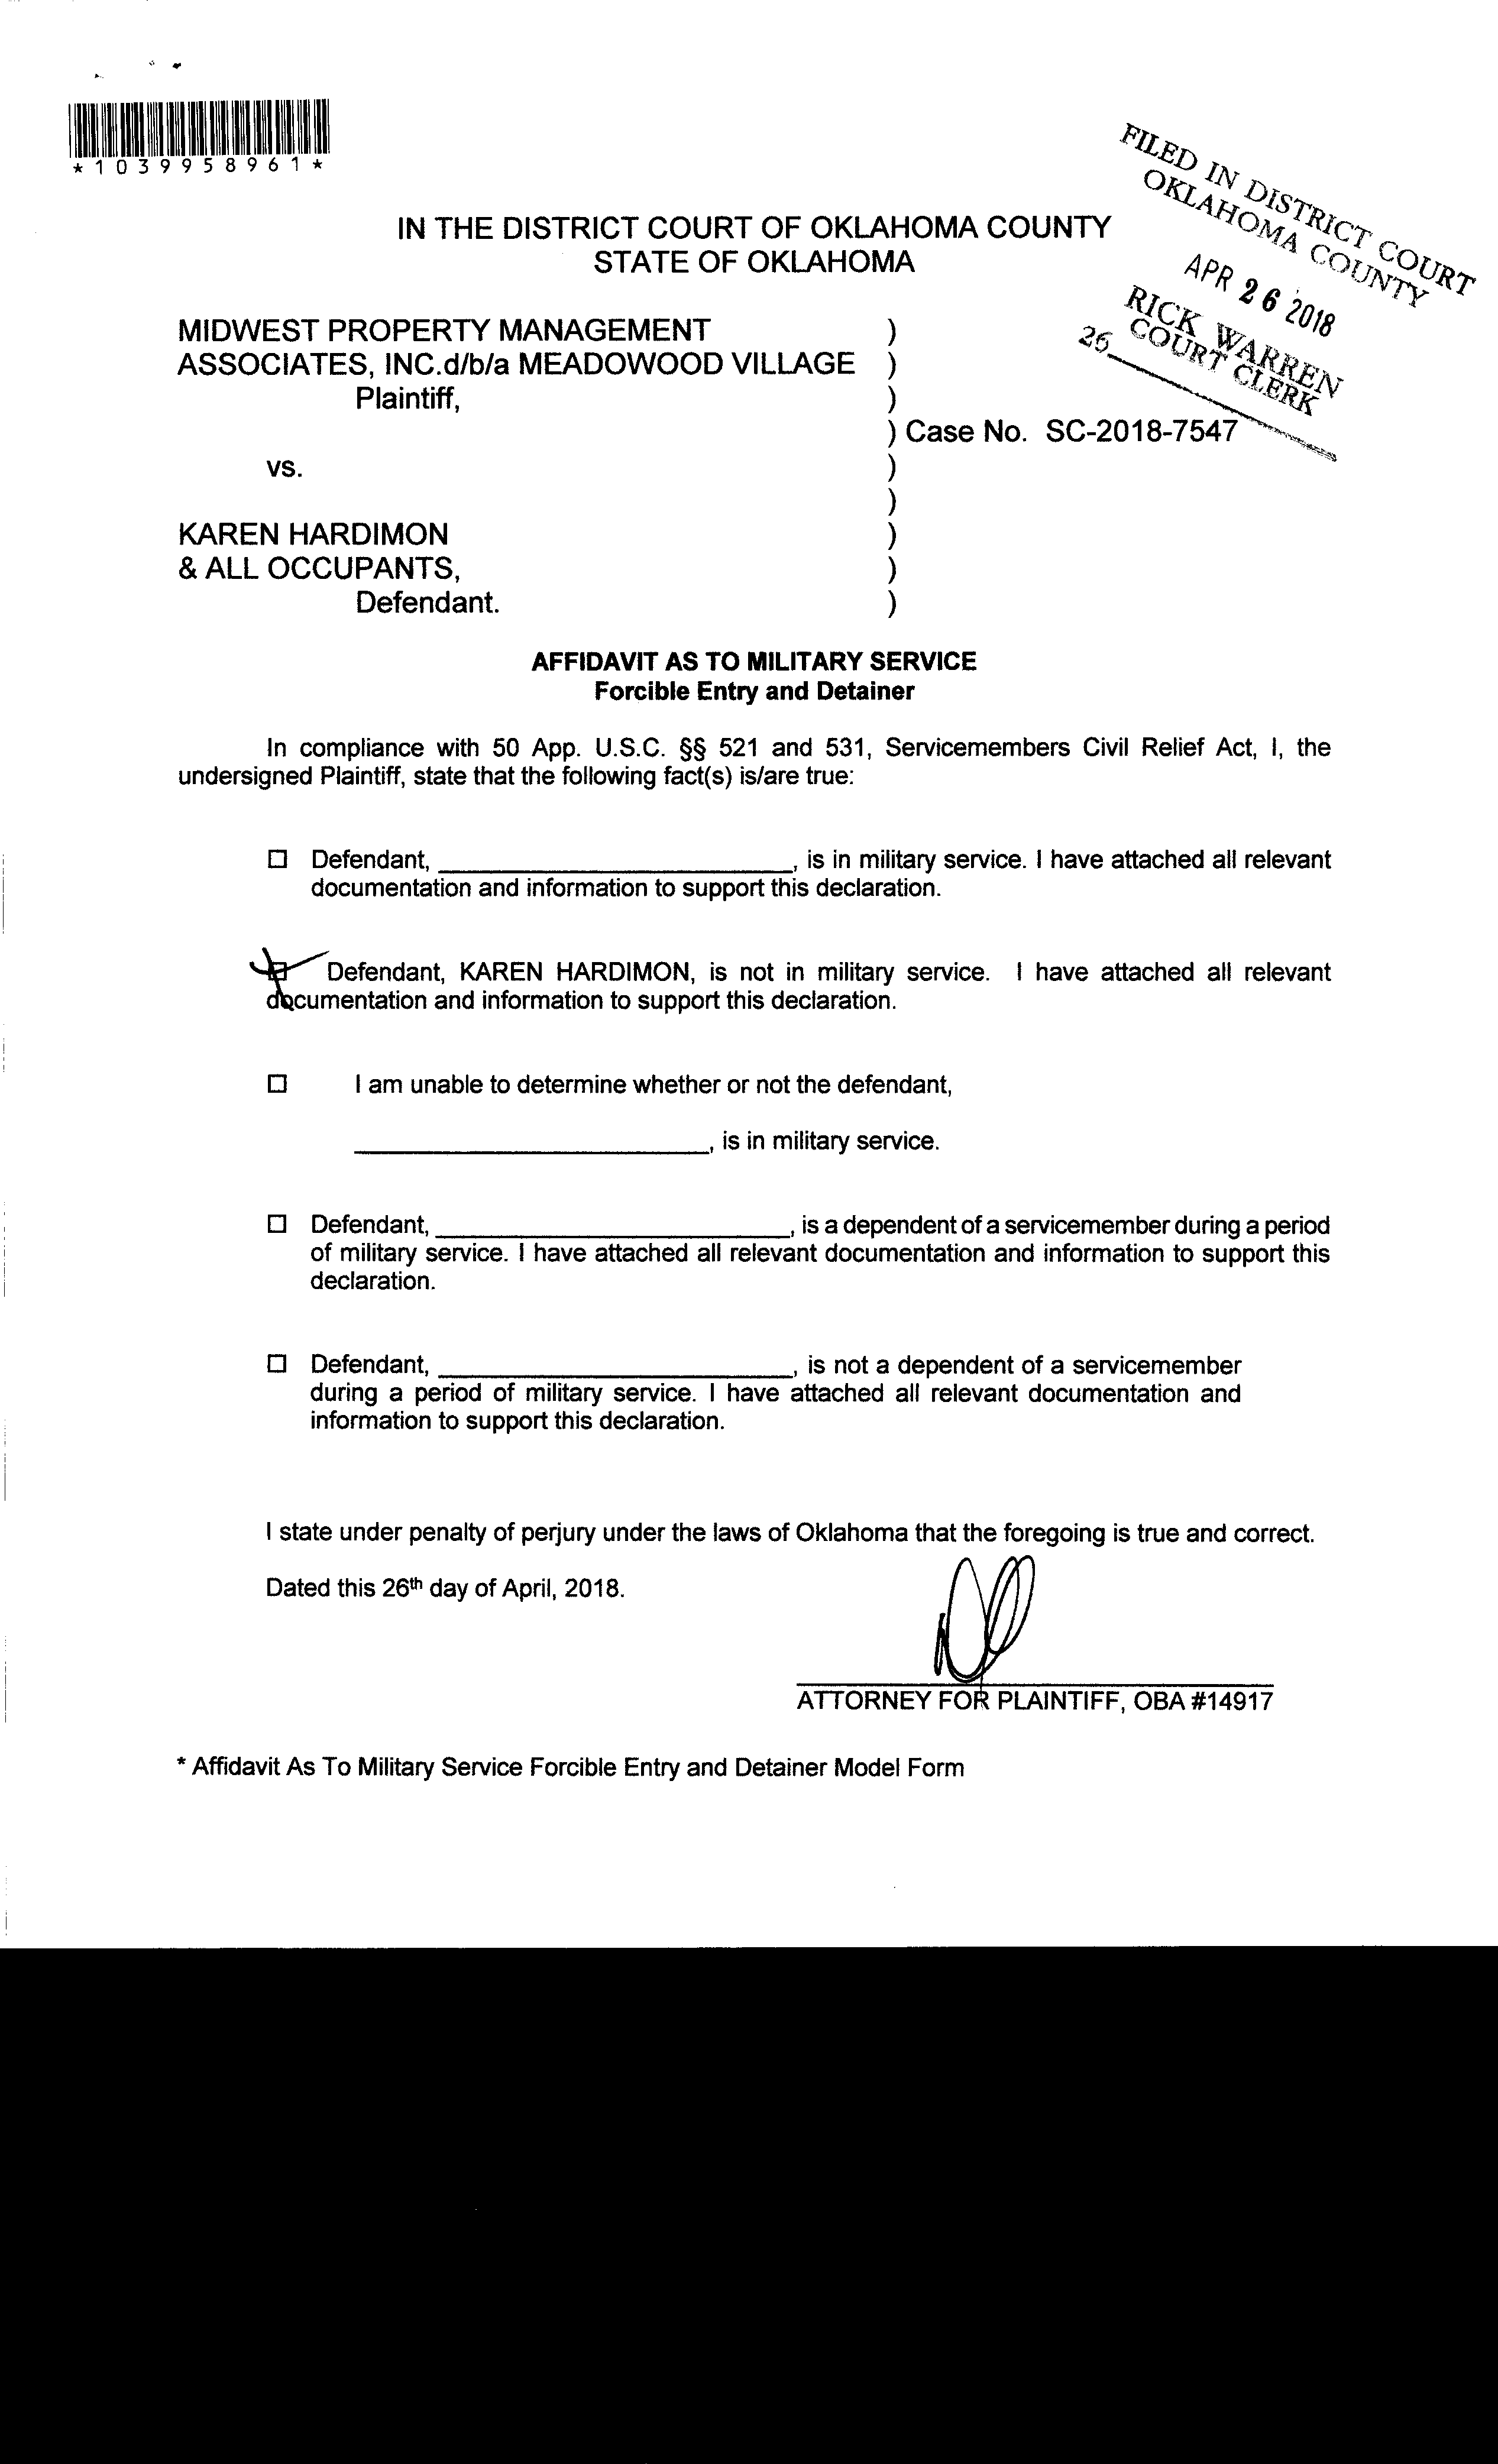 *1039958961*
FILED IN DISTRICT COURT
OKLAHOMA COUNTY
APR 26 2018
RICK WARREN
COURT CLERK
26
IN THE DISTRICT COURT OF OKLAHOMA COUNTY
STATE OF OKLAHOMA
MIDWEST PROPERTY MANAGEMENT )
ASSOCIATES, INC.d/b/a MEADOWOOD VILLAGE )
Plaintiff, )
) Case No. SC-2018-7547
vs. )
)
KAREN HARDIMON )
& ALL OCCUPANTS, )
Defendant. )
AFFIDAVIT AS TO MILITARY SERVICE
Forcible Entry and Detainer
In compliance with 50 App. U.S.C. §§ 521 and 531, Servicemembers Civil Relief Act, I, the
undersigned Plaintiff, state that the following fact(s) is/are true:
☐ Defendant, ____________________, is in military service. I have attached all relevant
documentation and information to support this declaration.
Defendant, KAREN HARDIMON, is not in military service. I have attached all relevant
documentation and information to support this declaration.
☐ I am unable to determine whether or not the defendant,
____________________, is in military service.
☐ Defendant, ____________________, is a dependent of a servicemember during a period
of military service. I have attached all relevant documentation and information to support this
declaration.
☐ Defendant, ____________________, is not a dependent of a servicemember
during a period of military service. I have attached all relevant documentation and
information to support this declaration.
I state under penalty of perjury under the laws of Oklahoma that the foregoing is true and correct.
Dated this 26th day of April, 2018.
ATTORNEY FOR PLAINTIFF, OBA #14917
* Affidavit As To Military Service Forcible Entry and Detainer Model Form